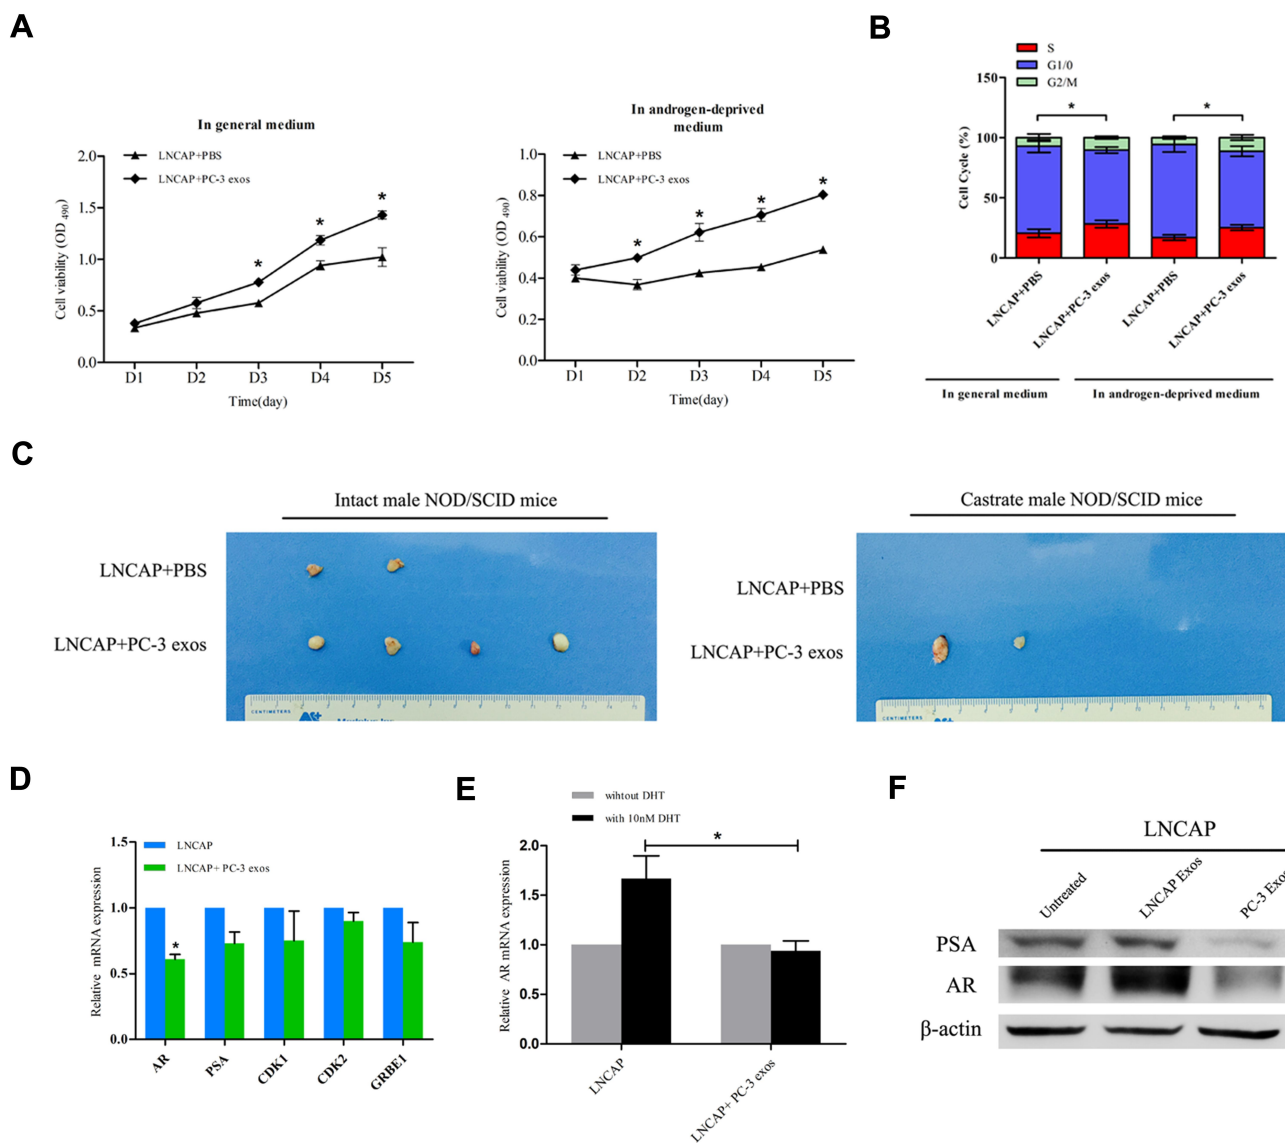 A
In general medium
LNCAP+PBS
LNCAP+PC-3 exos
2.0
1.5
1.0
0.5
0.0
Cell viability (OD 490)
* * *
D1 D2 D3 D4 D5
Time(day)
In androgen-deprived
medium
LNCAP+PBS
LNCAP+PC-3 exos
1.0
0.8
0.6
0.4
0.2
0.0
Cell viability (OD 490)
* * * *
D1 D2 D3 D4 D5
Time(day)
B
S
G1/0
G2/M
150
100
50
0
Cell Cycle (%)
* *
LNCAP+PBS
LNCAP+PC-3 exos
LNCAP+PBS
LNCAP+PC-3 exos
In general medium
In androgen-deprived medium
C
Intact male NOD/SCID mice
LNCAP+PBS
LNCAP+PC-3 exos
CENTIMETERS
Castrate male NOD/SCID mice
LNCAP+PBS
LNCAP+PC-3 exos
CENTIMETERS
D
LNCAP
LNCAP+ PC-3 exos
1.5
1.0
0.5
0.0
Relative mRNA expression
*
AR
PSA
CDK1
CDK2
GRBE1
E
wihtout DHT
with 10nM DHT
2.0
1.5
1.0
0.5
0.0
Relative AR mRNA expression
*
LNCAP
LNCAP+ PC-3 exos
F
LNCAP
Untreated
LNCAP Exos
PC-3 Exos
PSA
AR
β-actin